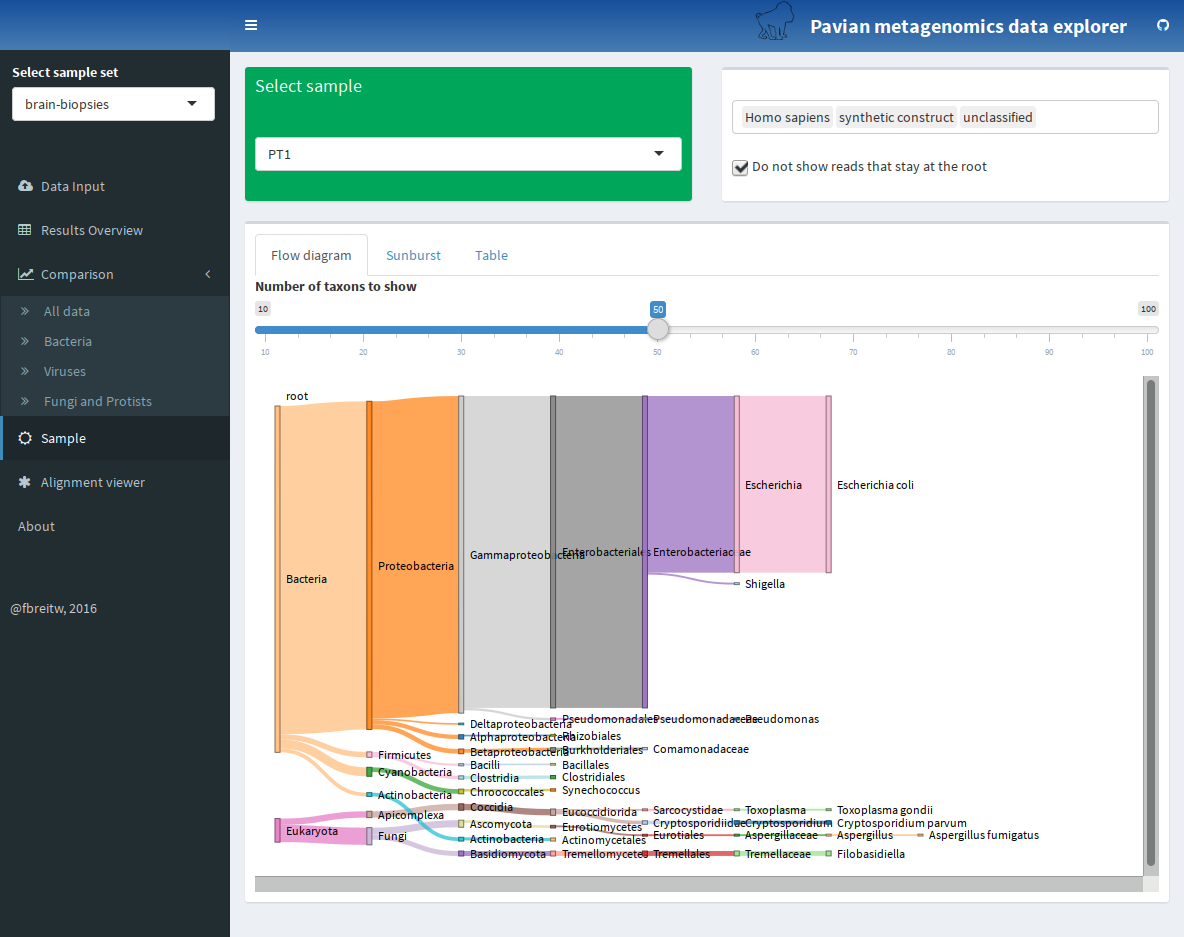 Pavian metagenomics data explorer
Select sample set
brain-biopsies
Data Input
Results Overview
Comparison
All data
Bacteria
Viruses
Fungi and Protists
Sample
Alignment viewer
About
@fbreitw, 2016
Select sample
PT1
Homo sapiens synthetic construct unclassified
Do not show reads that stay at the root
Flow diagram Sunburst Table
Number of taxons to show
10 50 100
10 20 30 40 50 60 70 80 90 100
root
Escherichia Escherichia coli
Gammaproteobacteria Enterobacteriales Enterobacteriaceae
Proteobacteria
Bacteria
Shigella
Pseudomonadales Pseudomonadaceae Pseudomonas
Deltaproteobacteria
Alphaproteobacteria Rhizobiales
Betaproteobacteria Burkholderiales Comamonadaceae
Firmicutes
Bacilli Bacillales
Cyanobacteria
Clostridia Clostridiales
Chroococcales Synechococcus
Actinobacteria
Coccidia
Eucoccidiorida Sarcocystidae Toxoplasma Toxoplasma gondii
Apicomplexa
Cryptosporidiidae Cryptosporidium Cryptosporidium parvum
Ascomycota Eurotiomycetes
Eukaryota
Fungi
Eurotiales Aspergillaceae Aspergillus Aspergillus fumigatus
Actinobacteria Actinomycetales
Basidiomycota Tremellomycetes Tremellales Tremellaceae Filobasidiella